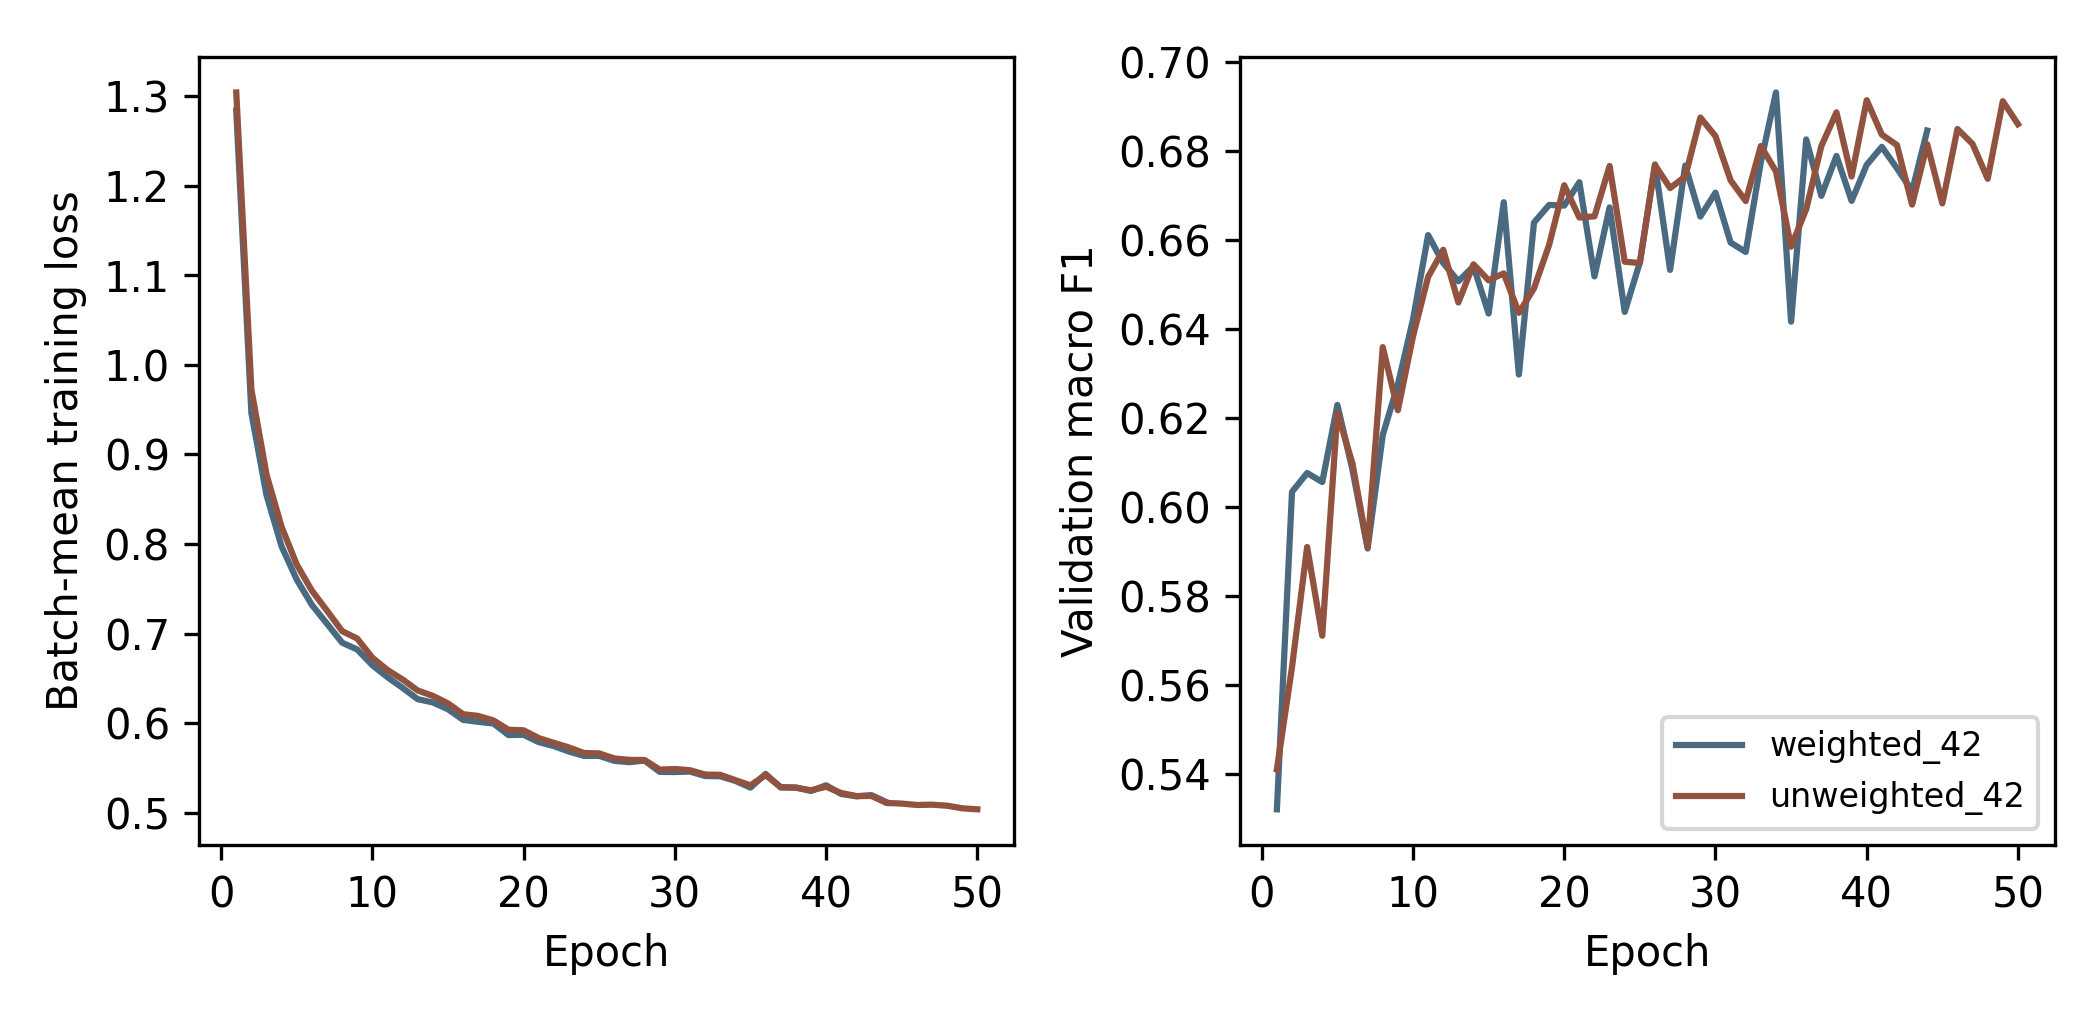 Batch-mean training loss
1.3
1.2
1.1
1.0
0.9
0.8
0.7
0.6
0.5
0 10 20 30 40 50
Epoch
Validation macro F1
0.70
0.68
0.66
0.64
0.62
0.60
0.58
0.56
0.54
weighted_42
unweighted_42
0 10 20 30 40 50
Epoch